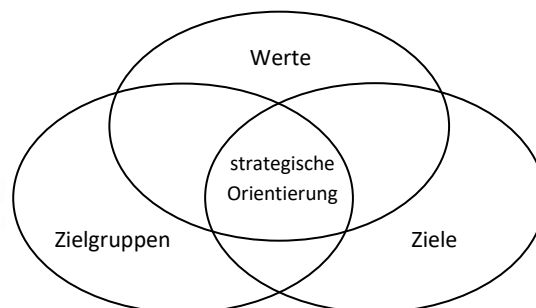 Werte
strategische
Orientierung
Zielgruppen
Ziele